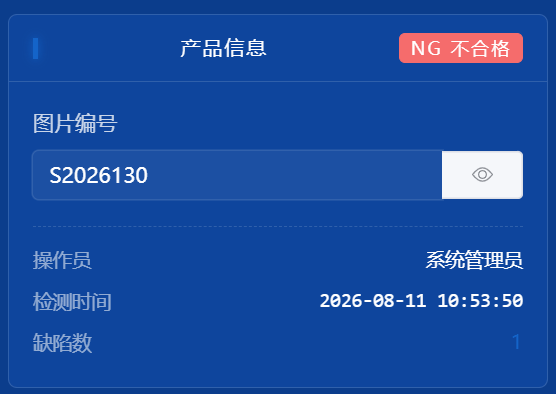 产品信息 NG 不合格
图片编号
S2026130
操作员 系统管理员
检测时间 2026-08-11 10:53:50
缺陷数 1